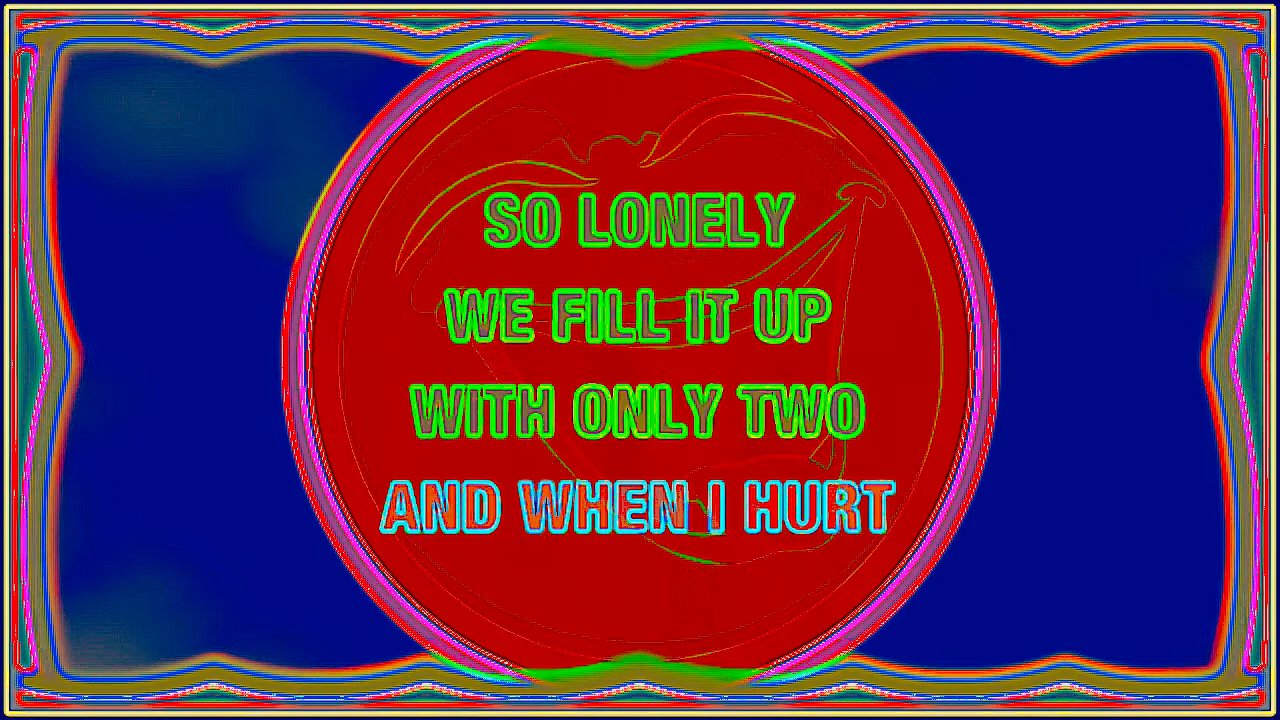 SO LONELY
WE FILL IT UP
WITH ONLY TWO
AND WHEN I HURT